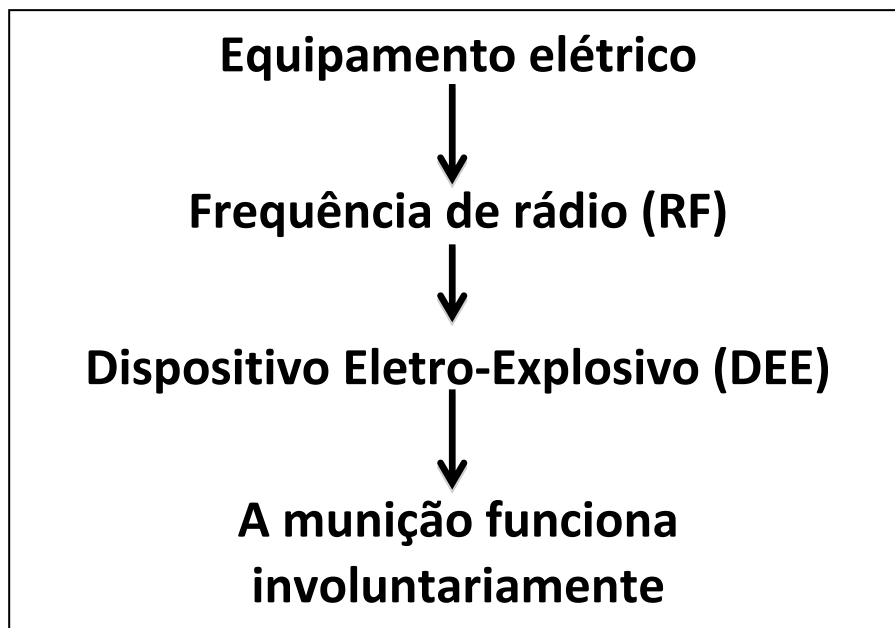 Equipamento elétrico
Frequência de rádio (RF)
Dispositivo Eletro-Explosivo (DEE)
A munição funciona
involuntariamente